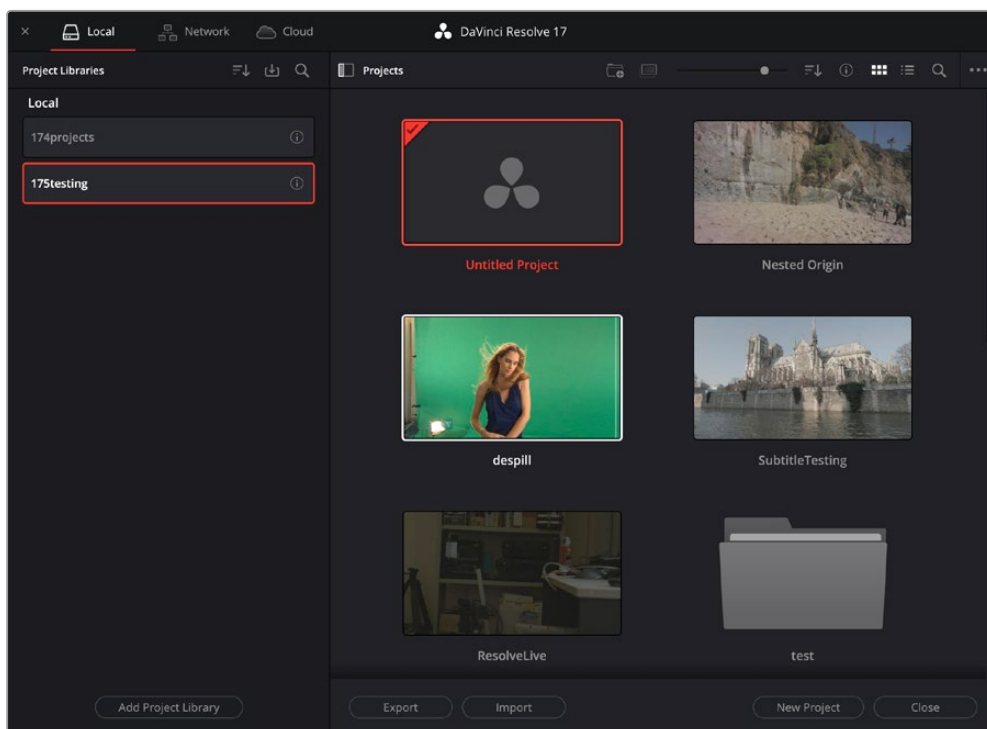 Local Network Cloud DaVinci Resolve 17
Project Libraries
Projects
Local
174projects
175testing
Untitled Project
Nested Origin
despill
SubtitleTesting
ResolveLive
test
Add Project Library
Export
Import
New Project
Close